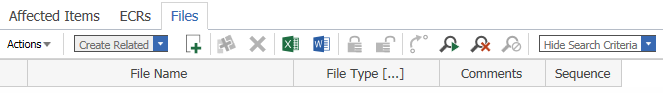 Affected Items ECRs Files
Actions Create Related Hide Search Criteria
File Name File Type [...] Comments Sequence